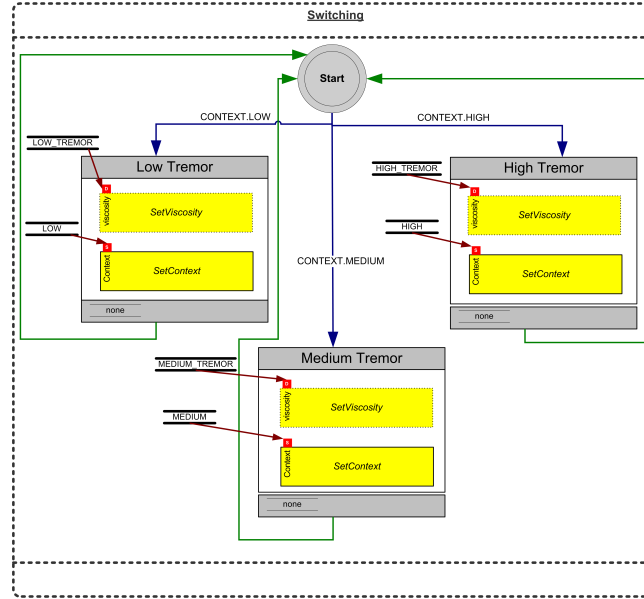 Switching
Start
CONTEXT.LOW
CONTEXT.HIGH
CONTEXT.MEDIUM
LOW_TREMOR
LOW
Low Tremor
D
viscosity
SetViscosity
S
Context
SetContext
none
HIGH_TREMOR
HIGH
High Tremor
D
viscosity
SetViscosity
S
Context
SetContext
none
MEDIUM_TREMOR
MEDIUM
Medium Tremor
D
viscosity
SetViscosity
S
Context
SetContext
none